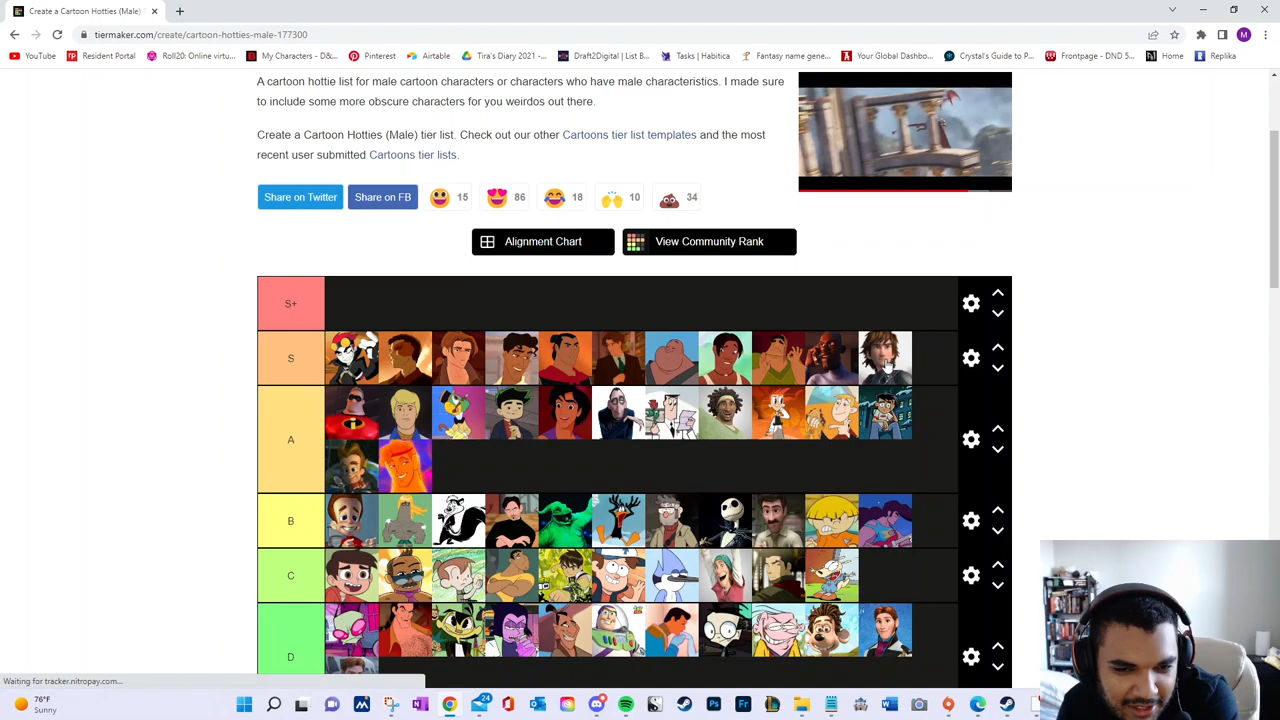 Create a Cartoon Hotties (Male)
tiermaker.com/create/cartoon-hotties-male-177300
YouTube
Resident Portal
Roll20: Online virtu...
My Characters - D&...
Pinterest
Airtable
Tira's Diary 2021 -...
Draft2Digital | List B...
Tasks | Habitica
Fantasy name gene...
Your Global Dashbo...
Crystal's Guide to P...
Frontpage - DND 5...
Home
Replika
A cartoon hottie list for male cartoon characters or characters who have male characteristics. I made sure
to include some more obscure characters for you weirdos out there.
Create a Cartoon Hotties (Male) tier list. Check out our other Cartoons tier list templates and the most
recent user submitted Cartoons tier lists.
Share on Twitter
Share on FB
15
86
18
10
34
Alignment Chart
View Community Rank
S+
S
A
B
C
D
Waiting for tracker.nitropay.com...
76°F
Sunny
24